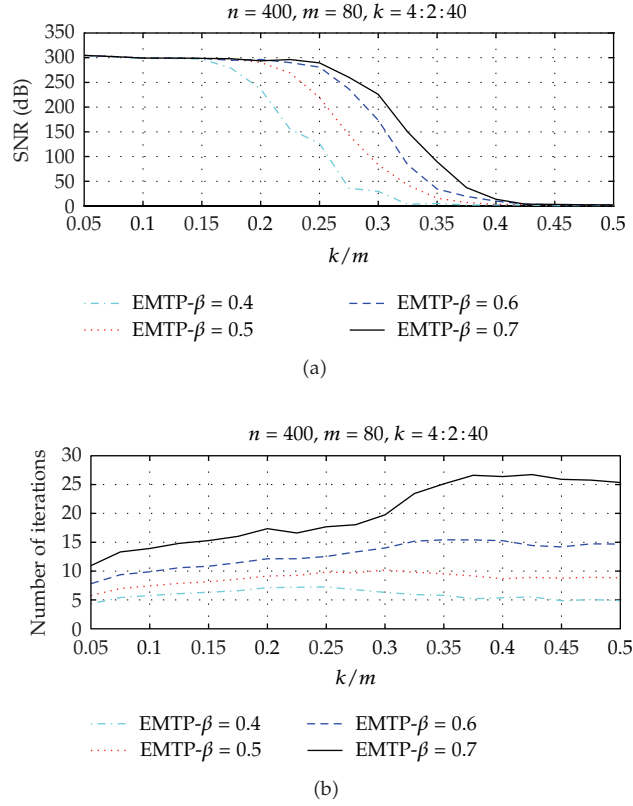 n = 400, m = 80, k = 4:2:40
SNR (dB)
350
300
250
200
150
100
50
0
0.05 0.1 0.15 0.2 0.25 0.3 0.35 0.4 0.45 0.5
k/m
EMTP-β = 0.4
EMTP-β = 0.5
EMTP-β = 0.6
EMTP-β = 0.7
(a)
n = 400, m = 80, k = 4:2:40
Number of iterations
30
25
20
15
10
5
0
0.05 0.1 0.15 0.2 0.25 0.3 0.35 0.4 0.45 0.5
k/m
EMTP-β = 0.4
EMTP-β = 0.5
EMTP-β = 0.6
EMTP-β = 0.7
(b)